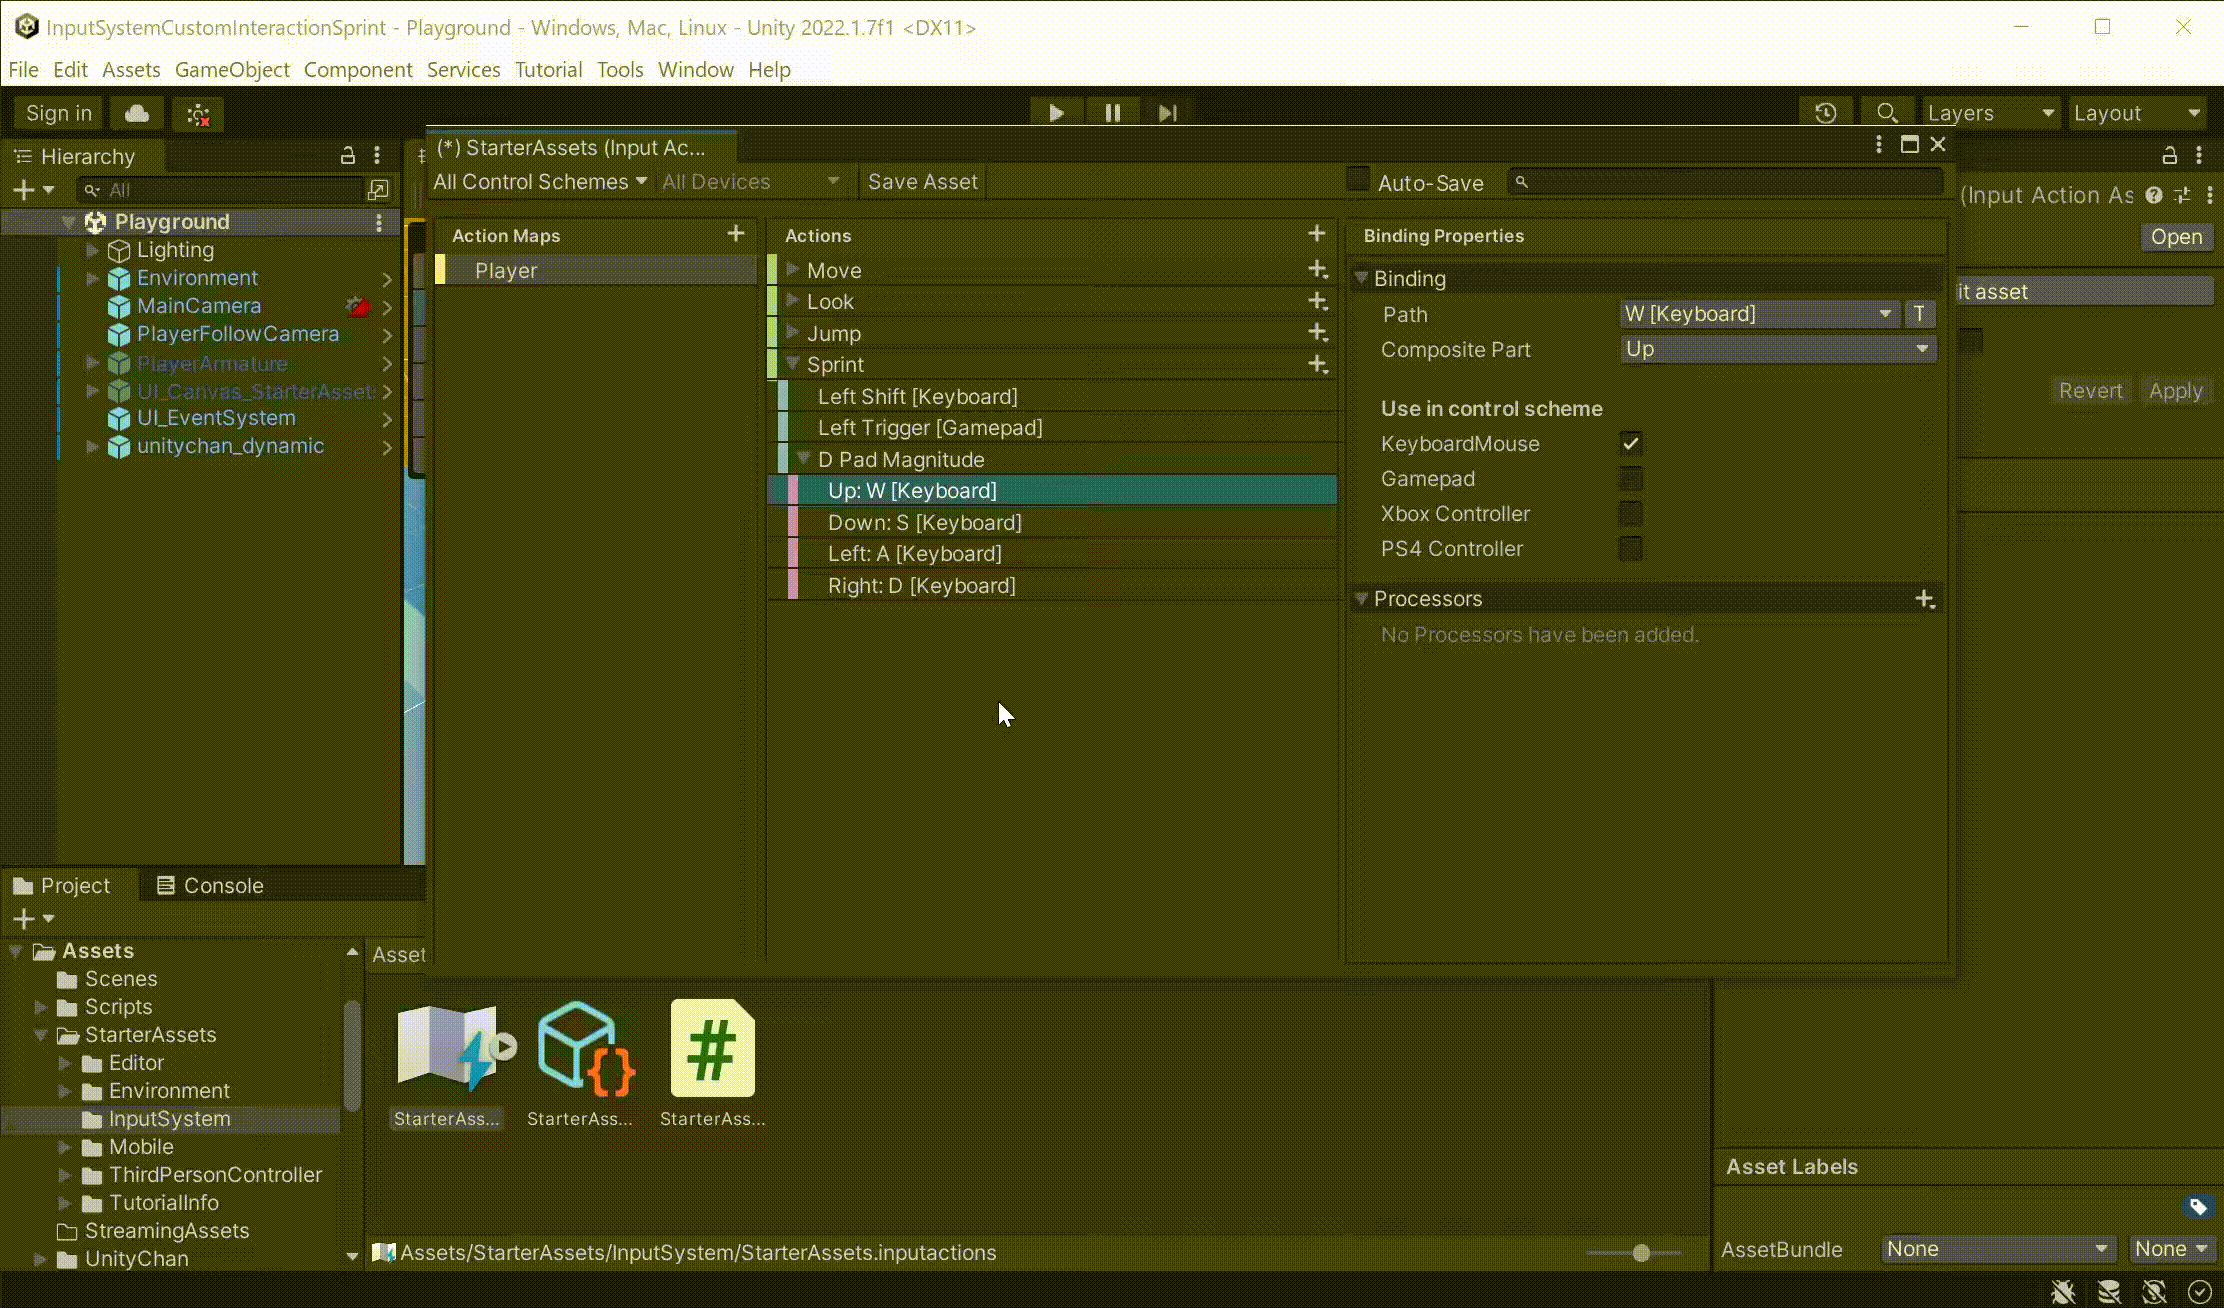 InputSystemCustomInteractionSprint - Playground - Windows, Mac, Linux - Unity 2022.1.7f1 <DX11>
File Edit Assets GameObject Component Services Tutorial Tools Window Help
Sign in
Layers
Layout
Hierarchy
All
Playground
Lighting
Environment
MainCamera
PlayerFollowCamera
PlayerArmature
UI_Canvas_StarterAsset
UI_EventSystem
unitychan_dynamic
(*) StarterAssets (Input Ac...
All Control Schemes
All Devices
Save Asset
Auto-Save
Action Maps
Player
Actions
Move
Look
Jump
Sprint
Left Shift [Keyboard]
Left Trigger [Gamepad]
D Pad Magnitude
Up: W [Keyboard]
Down: S [Keyboard]
Left: A [Keyboard]
Right: D [Keyboard]
Binding Properties
Binding
Path
W [Keyboard]
T
Composite Part
Up
Use in control scheme
KeyboardMouse
Gamepad
Xbox Controller
PS4 Controller
Processors
No Processors have been added.
(Input Action As
Open
it asset
Revert
Apply
Project
Console
Assets
Scenes
Scripts
StarterAssets
Editor
Environment
InputSystem
Mobile
ThirdPersonController
TutorialInfo
StreamingAssets
UnityChan
Asset
StarterAss...
StarterAss...
StarterAss...
Assets/StarterAssets/InputSystem/StarterAssets.inputactions
Asset Labels
AssetBundle
None
None